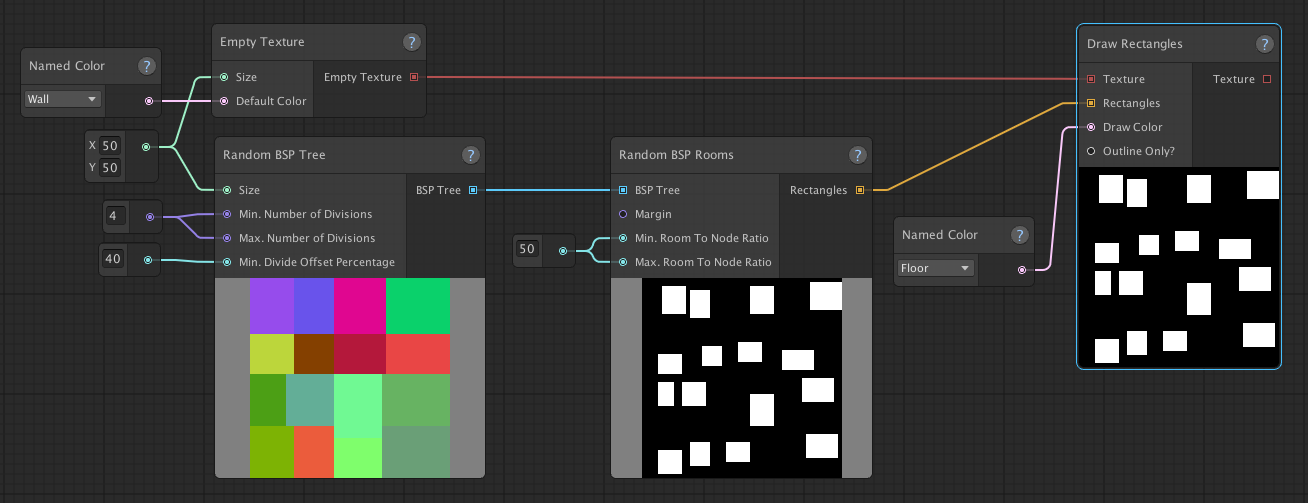 Named Color ?
Wall
X 50
Y 50
4
40
Empty Texture ?
Size
Empty Texture
Default Color
Random BSP Tree ?
Size
BSP Tree
Min. Number of Divisions
Max. Number of Divisions
Min. Divide Offset Percentage
50
Random BSP Rooms ?
BSP Tree
Rectangles
Margin
Min. Room To Node Ratio
Max. Room To Node Ratio
Named Color ?
Floor
Draw Rectangles ?
Texture
Texture
Rectangles
Draw Color
Outline Only?